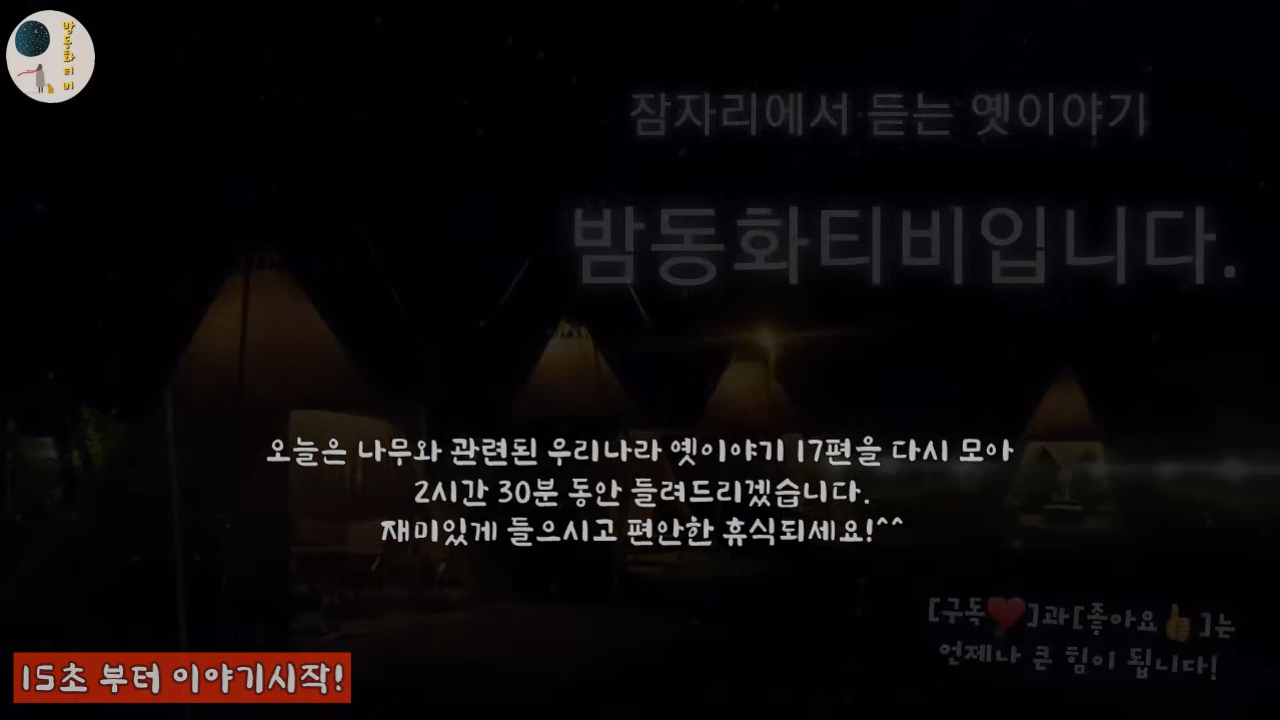 밤동화티비
잠자리에서 듣는 옛이야기
밤동화티비입니다.
오늘은 나무와 관련된 우리나라 옛이야기 17편을 다시 모아
2시간 30분 동안 들려드리겠습니다.
재미있게 들으시고 편안한 휴식되세요!^^
[구독❤️]과[좋아요👍]는
언제나 큰 힘이 됩니다!
15초 부터 이야기시작!